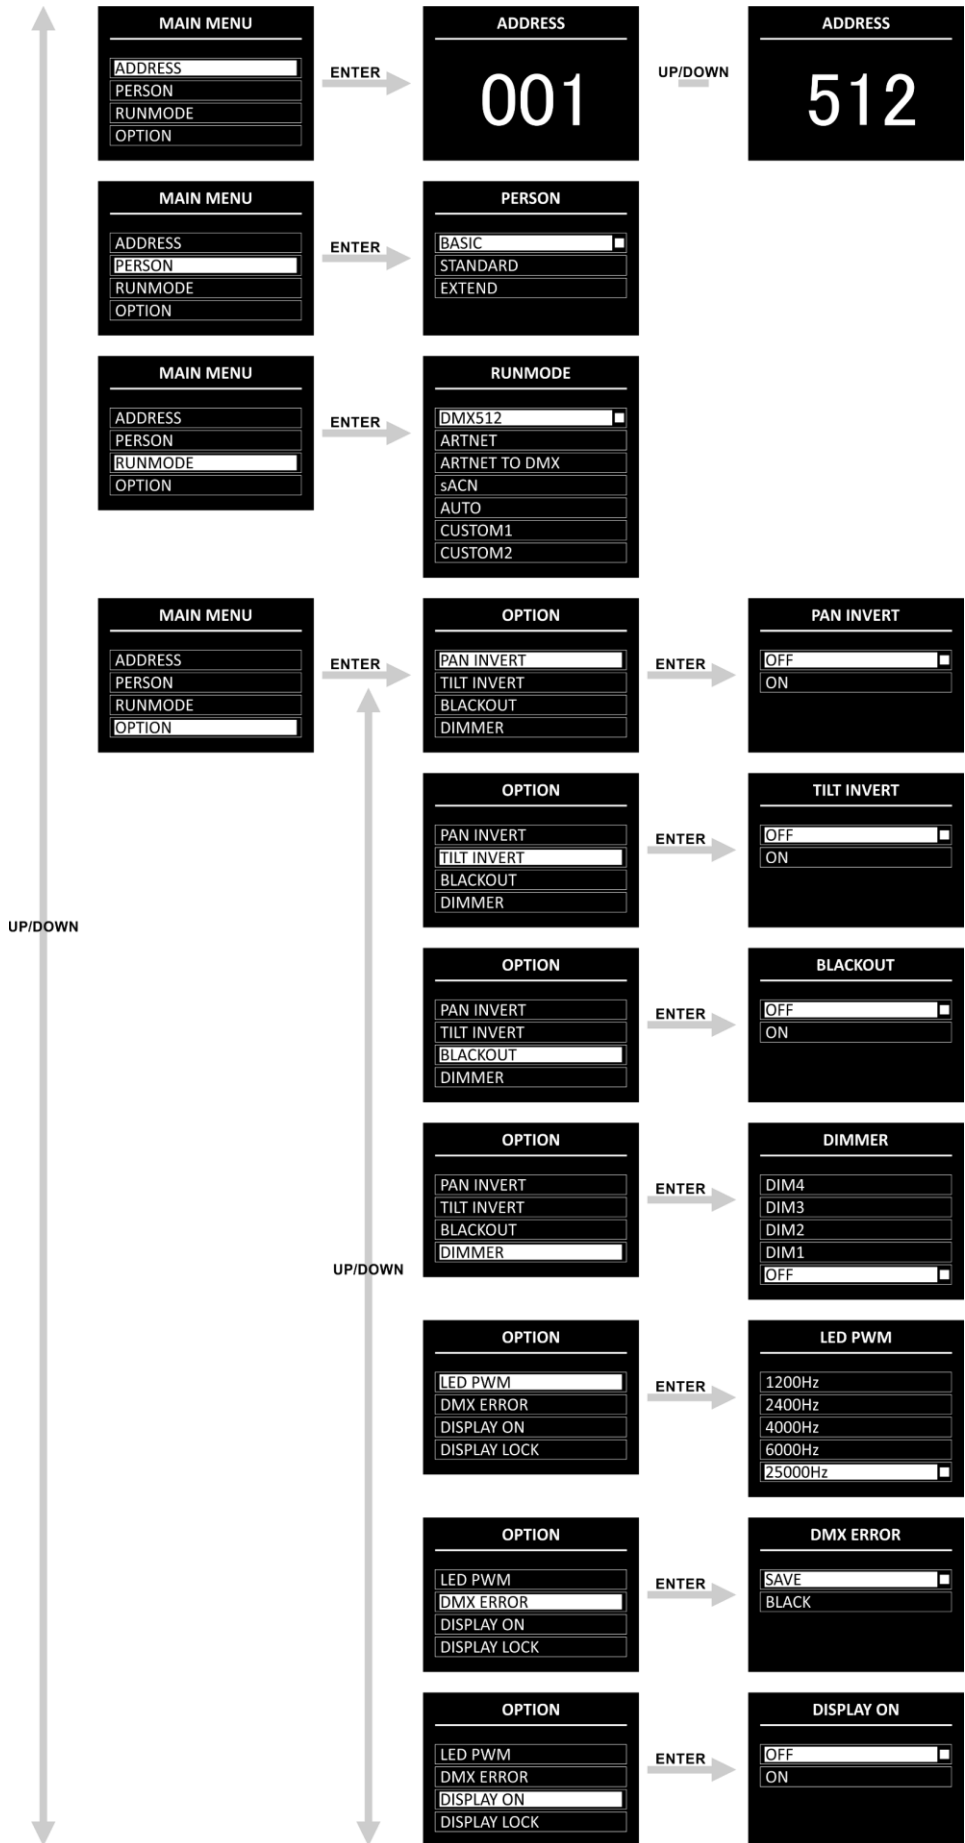 MAIN MENU
ADDRESS
PERSON
RUNMODE
OPTION
ENTER
ADDRESS
001
UP/DOWN
ADDRESS
512
MAIN MENU
ADDRESS
PERSON
RUNMODE
OPTION
ENTER
PERSON
BASIC
STANDARD
EXTEND
MAIN MENU
ADDRESS
PERSON
RUNMODE
OPTION
ENTER
RUNMODE
DMX512
ARTNET
ARTNET TO DMX
sACN
AUTO
CUSTOM1
CUSTOM2
MAIN MENU
ADDRESS
PERSON
RUNMODE
OPTION
ENTER
OPTION
PAN INVERT
TILT INVERT
BLACKOUT
DIMMER
ENTER
PAN INVERT
OFF
ON
OPTION
PAN INVERT
TILT INVERT
BLACKOUT
DIMMER
ENTER
TILT INVERT
OFF
ON
UP/DOWN
OPTION
PAN INVERT
TILT INVERT
BLACKOUT
DIMMER
ENTER
BLACKOUT
OFF
ON
OPTION
PAN INVERT
TILT INVERT
BLACKOUT
DIMMER
ENTER
DIMMER
DIM4
DIM3
DIM2
DIM1
OFF
UP/DOWN
OPTION
LED PWM
DMX ERROR
DISPLAY ON
DISPLAY LOCK
ENTER
LED PWM
1200Hz
2400Hz
4000Hz
6000Hz
25000Hz
OPTION
LED PWM
DMX ERROR
DISPLAY ON
DISPLAY LOCK
ENTER
DMX ERROR
SAVE
BLACK
OPTION
LED PWM
DMX ERROR
DISPLAY ON
DISPLAY LOCK
ENTER
DISPLAY ON
OFF
ON